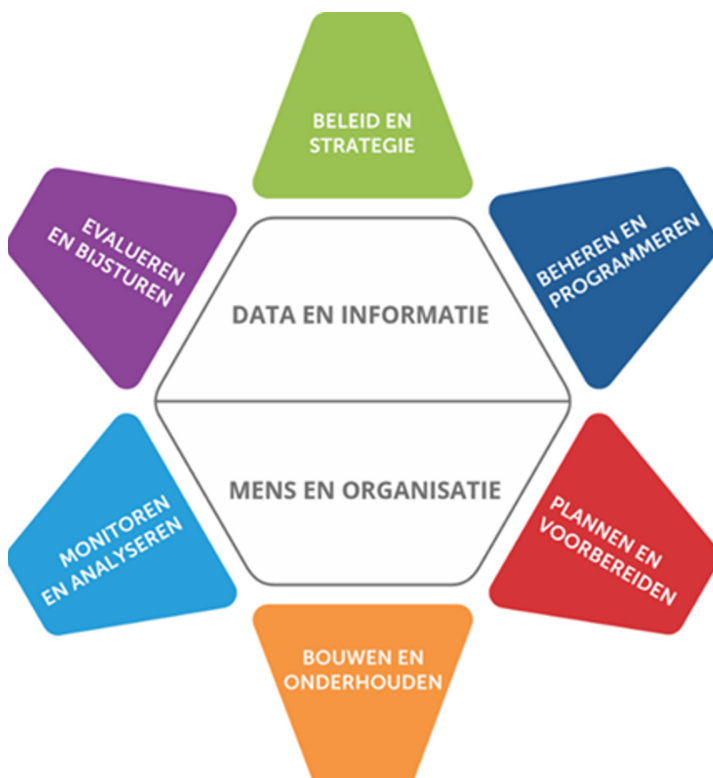 BELEID EN
STRATEGIE
EVALUEREN
EN BIJSTUREN
BEHEREN EN
PROGRAMMEREN
DATA EN INFORMATIE
MENS EN ORGANISATIE
MONITOREN
EN ANALYSEREN
PLANNEN EN
VOORBEREIDEN
BOUWEN EN
ONDERHOUDEN